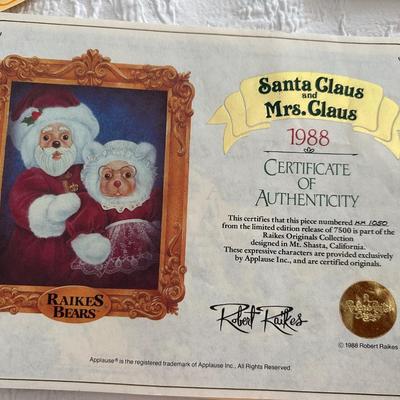 Santa Claus
and
Mrs. Claus
1988
CERTIFICATE
OF
AUTHENTICITY
This certifies that this piece numbered 1050
from the limited edition release of 7500 is part of the
Raikes Originals Collection
designed in Mt. Shasta, California.
These expressive characters are provided exclusively
by Applause Inc., and are certified originals.
RAIKES
BEARS™
Robert Raikes
© 1988 Robert Raikes
Applause® is the registered trademark of Applause Inc., All Rights Reserved.